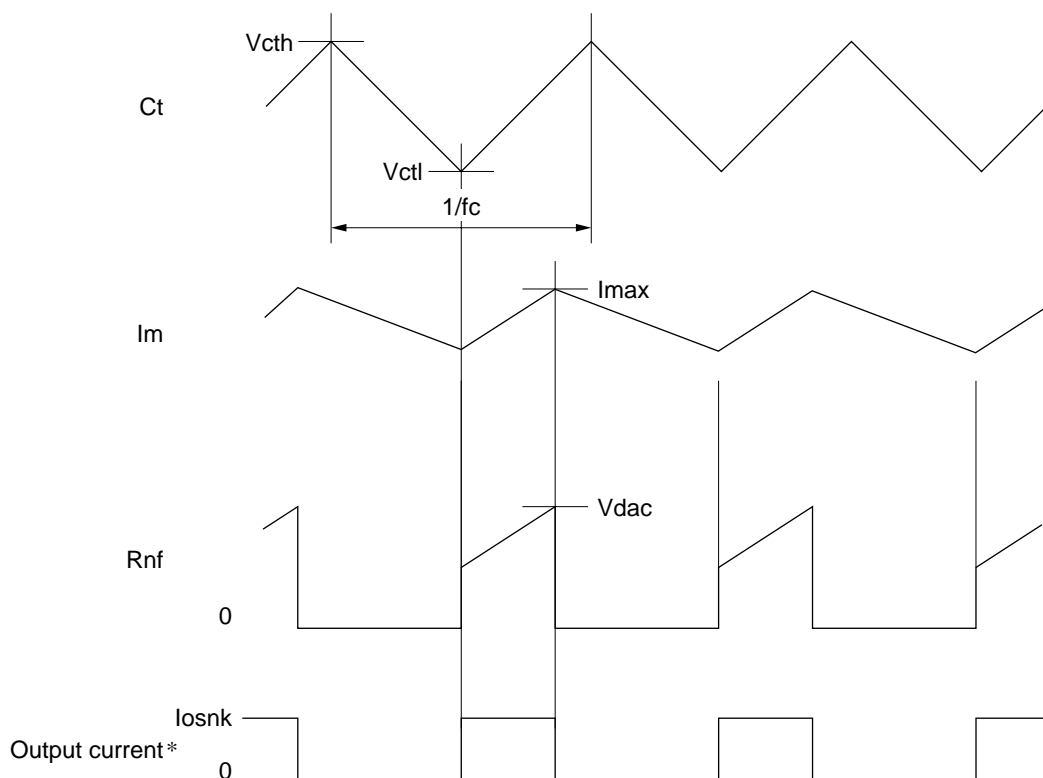 Vcth
Ct
Vctl
1/fc
Imax
Im
Vdac
Rnf
0
Iosnk
Output current*
0